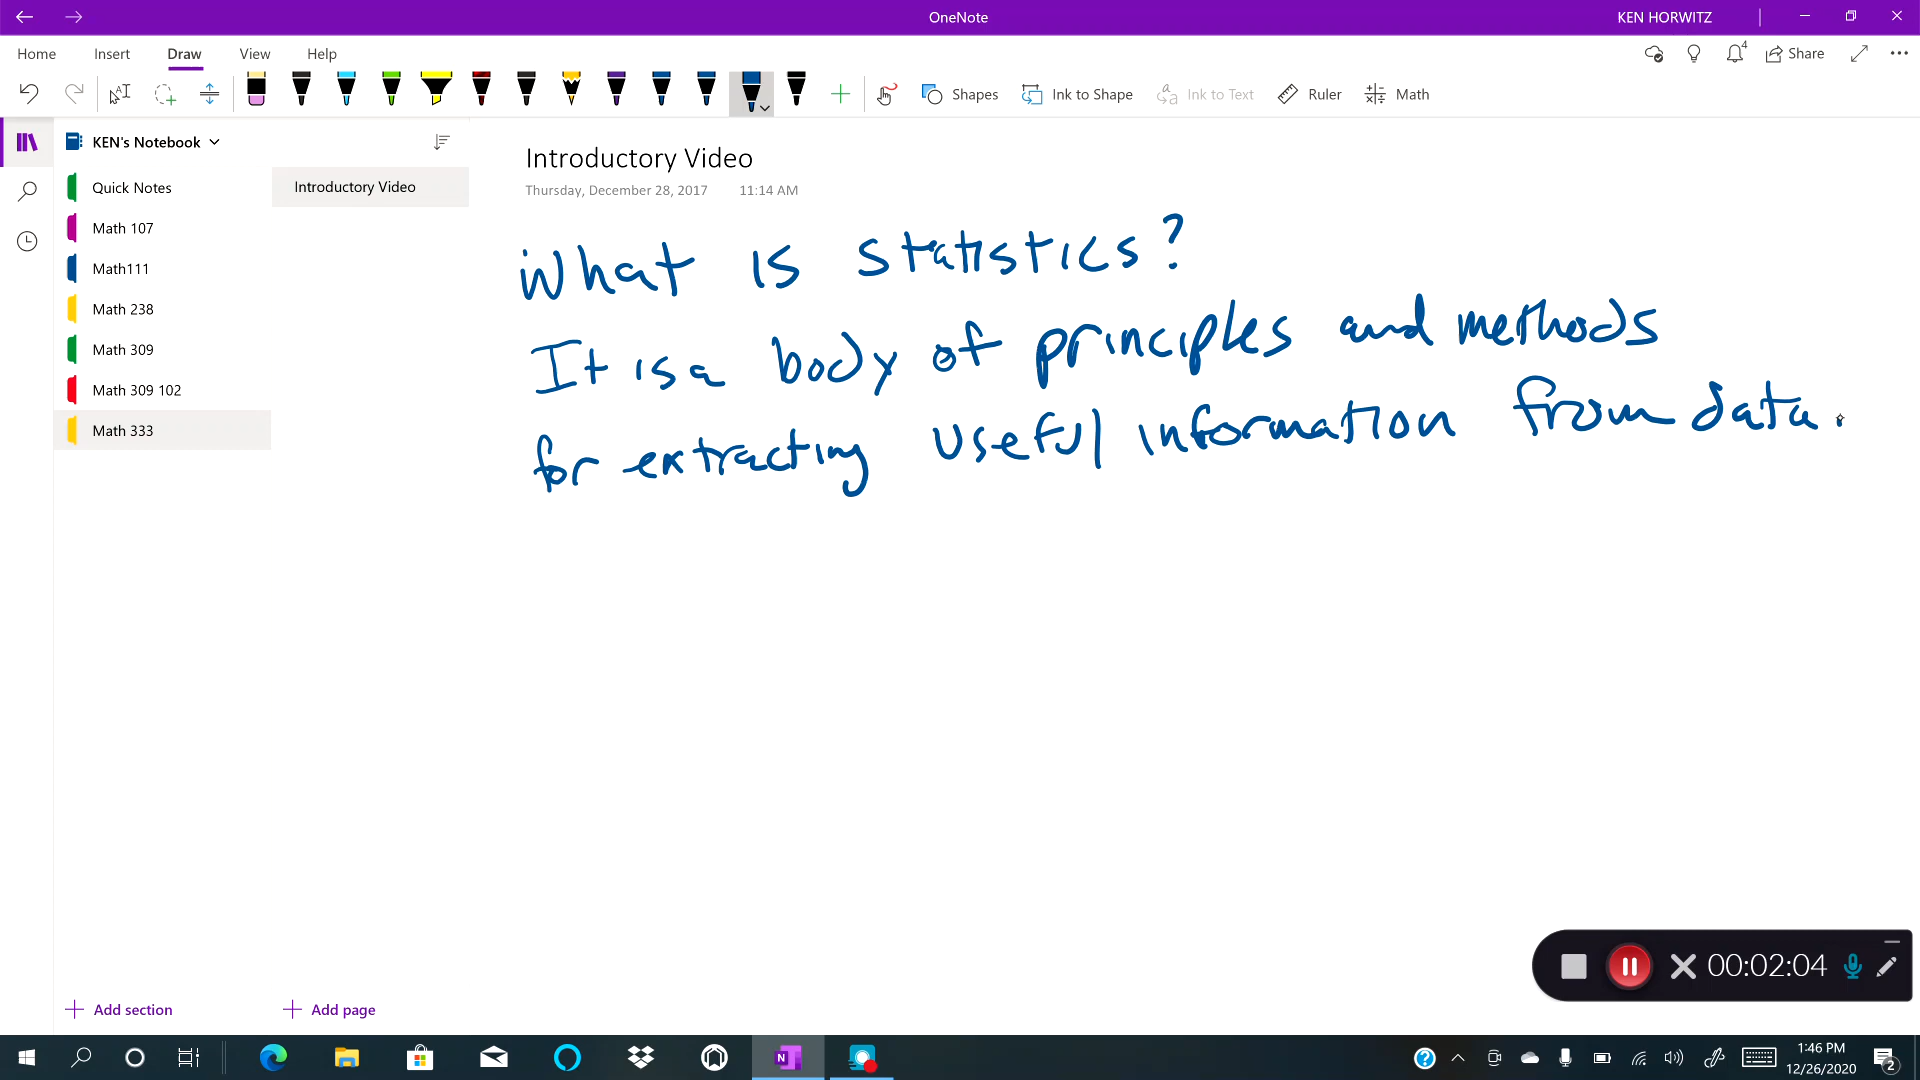 OneNote
KEN HORWITZ
Home Insert Draw View Help
4
Share
Shapes Ink to Shape Ink to Text Ruler Math
KEN's Notebook
Quick Notes
Math 107
Math111
Math 238
Math 309
Math 309 102
Math 333
Introductory Video
Introductory Video
Thursday, December 28, 2017 11:14 AM
What is statistics?
It is a body of principles and methods
for extracting useful information from data.
00:02:04
Add section
Add page
1:46 PM
12/26/2020
2